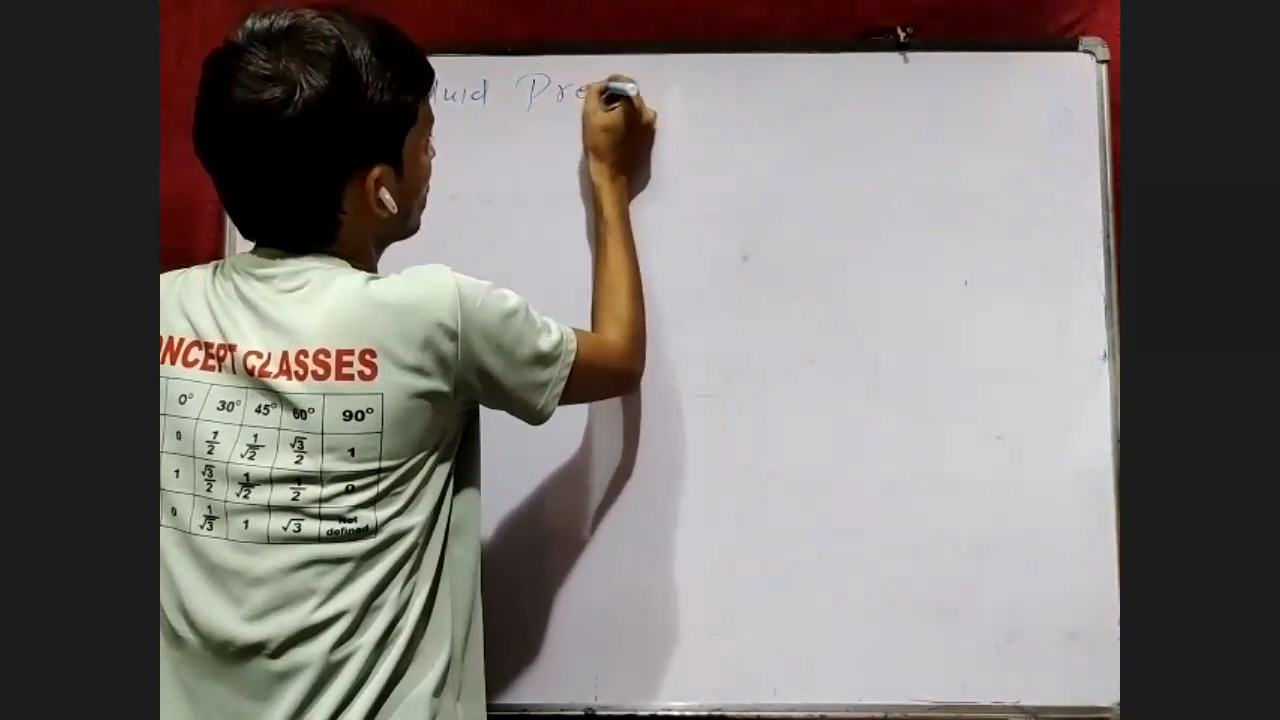 luid Pre
ONCEPT CLASSES
0° 30° 45° 60° 90°
0 1/2 1/√2 √3/2 1
1 √3/2 1/√2 1/2 0
0 1/√3 1 √3 Not defined